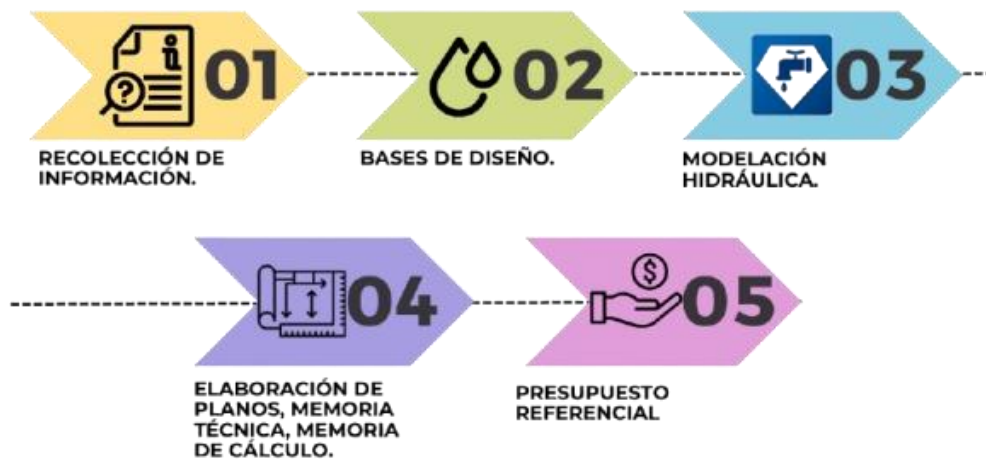 01
02
03
RECOLECCIÓN DE
INFORMACIÓN.
BASES DE DISEÑO.
MODELACIÓN
HIDRÁULICA.
04
05
ELABORACIÓN DE
PLANOS, MEMORIA
TÉCNICA, MEMORIA
DE CÁLCULO.
PRESUPUESTO
REFERENCIAL